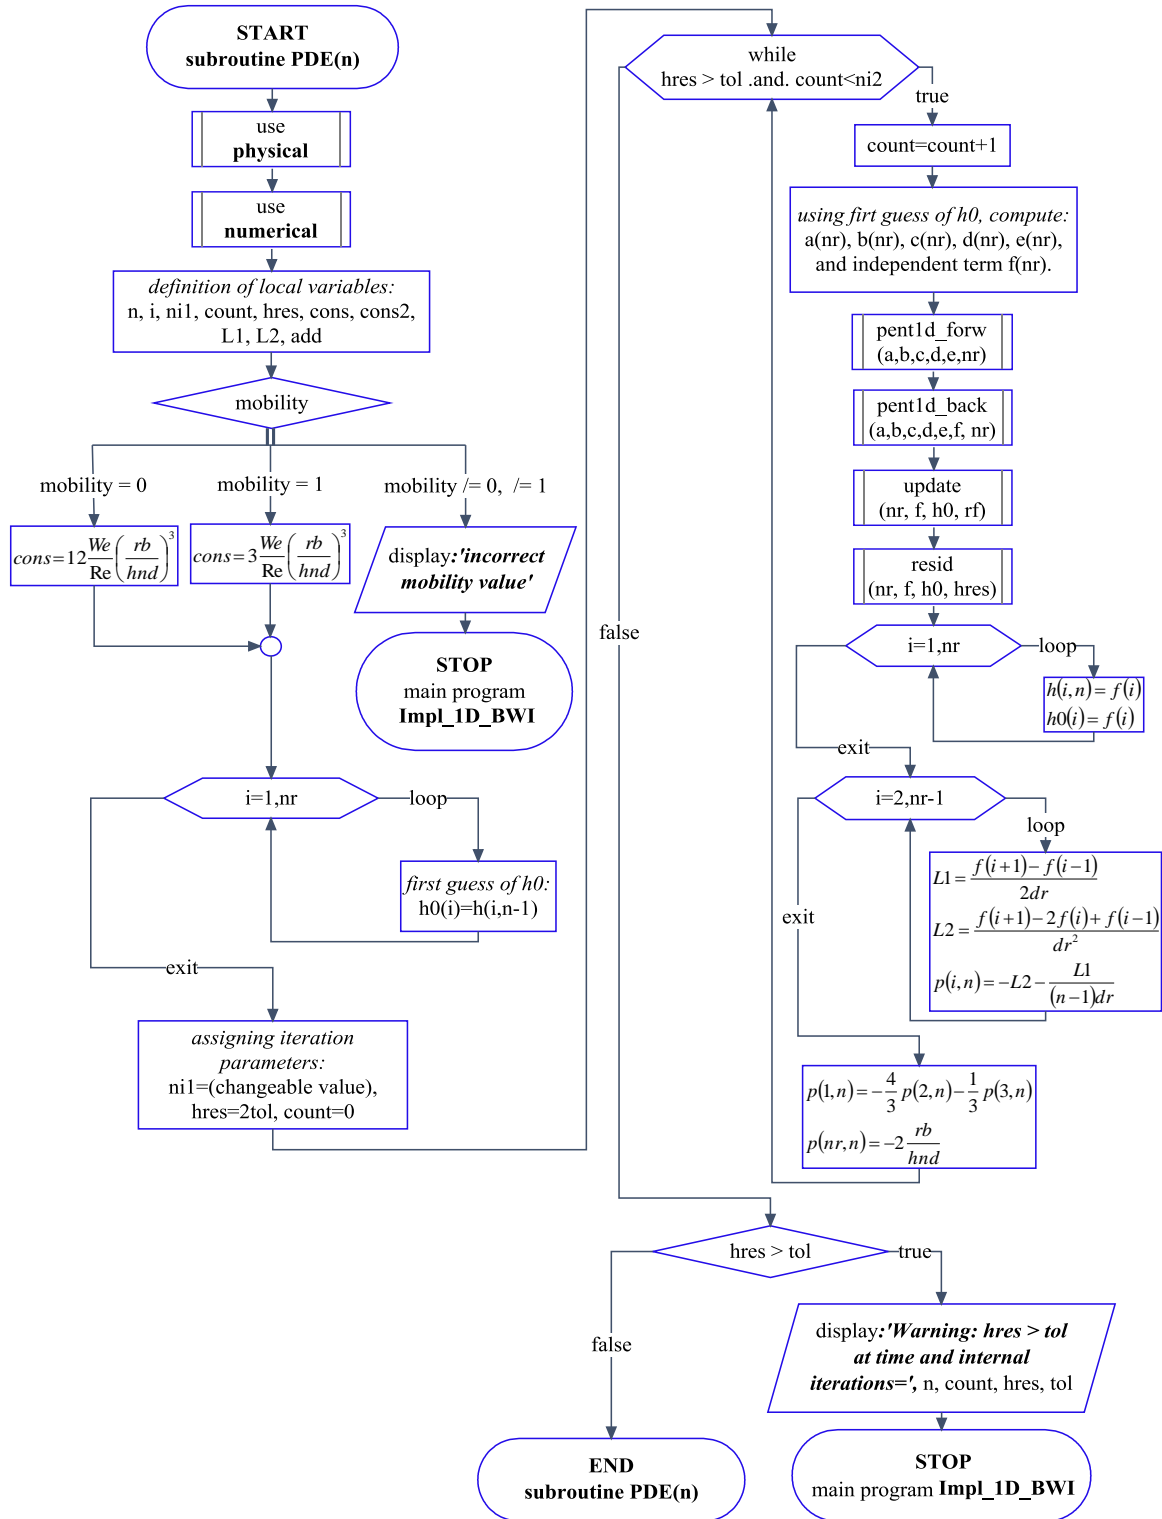 START
subroutine PDE(n)
use
physical
use
numerical
definition of local variables:
n, i, ni1, count, hres, cons, cons2,
L1, L2, add
mobility
mobility = 0
mobility = 1
mobility /= 0, /= 1
cons=12 We/Re (rb/hnd)^3
cons=3 We/Re (rb/hnd)^3
display:'incorrect
mobility value'
STOP
main program
Impl_1D_BWI
i=1,nr
loop
first guess of h0:
h0(i)=h(i,n-1)
exit
assigning iteration
parameters:
ni1=(changeable value),
hres=2tol, count=0
while
hres > tol .and. count<ni2
true
count=count+1
using firt guess of h0, compute:
a(nr), b(nr), c(nr), d(nr), e(nr),
and independent term f(nr).
pent1d_forw
(a,b,c,d,e,nr)
pent1d_back
(a,b,c,d,e,f, nr)
update
(nr, f, h0, rf)
resid
(nr, f, h0, hres)
i=1,nr
loop
h(i,n)= f(i)
h0(i)= f(i)
exit
i=2,nr-1
loop
L1= f(i+1)-f(i-1) / 2dr
L2= f(i+1)-2f(i)+f(i-1) / dr^2
p(i,n)=-L2- L1 / (n-1)dr
exit
p(1,n)=-4/3 p(2,n)-1/3 p(3,n)
p(nr,n)=-2 rb/hnd
false
hres > tol
true
display:'Warning: hres > tol
at time and internal
iterations=', n, count, hres, tol
false
END
subroutine PDE(n)
STOP
main program Impl_1D_BWI